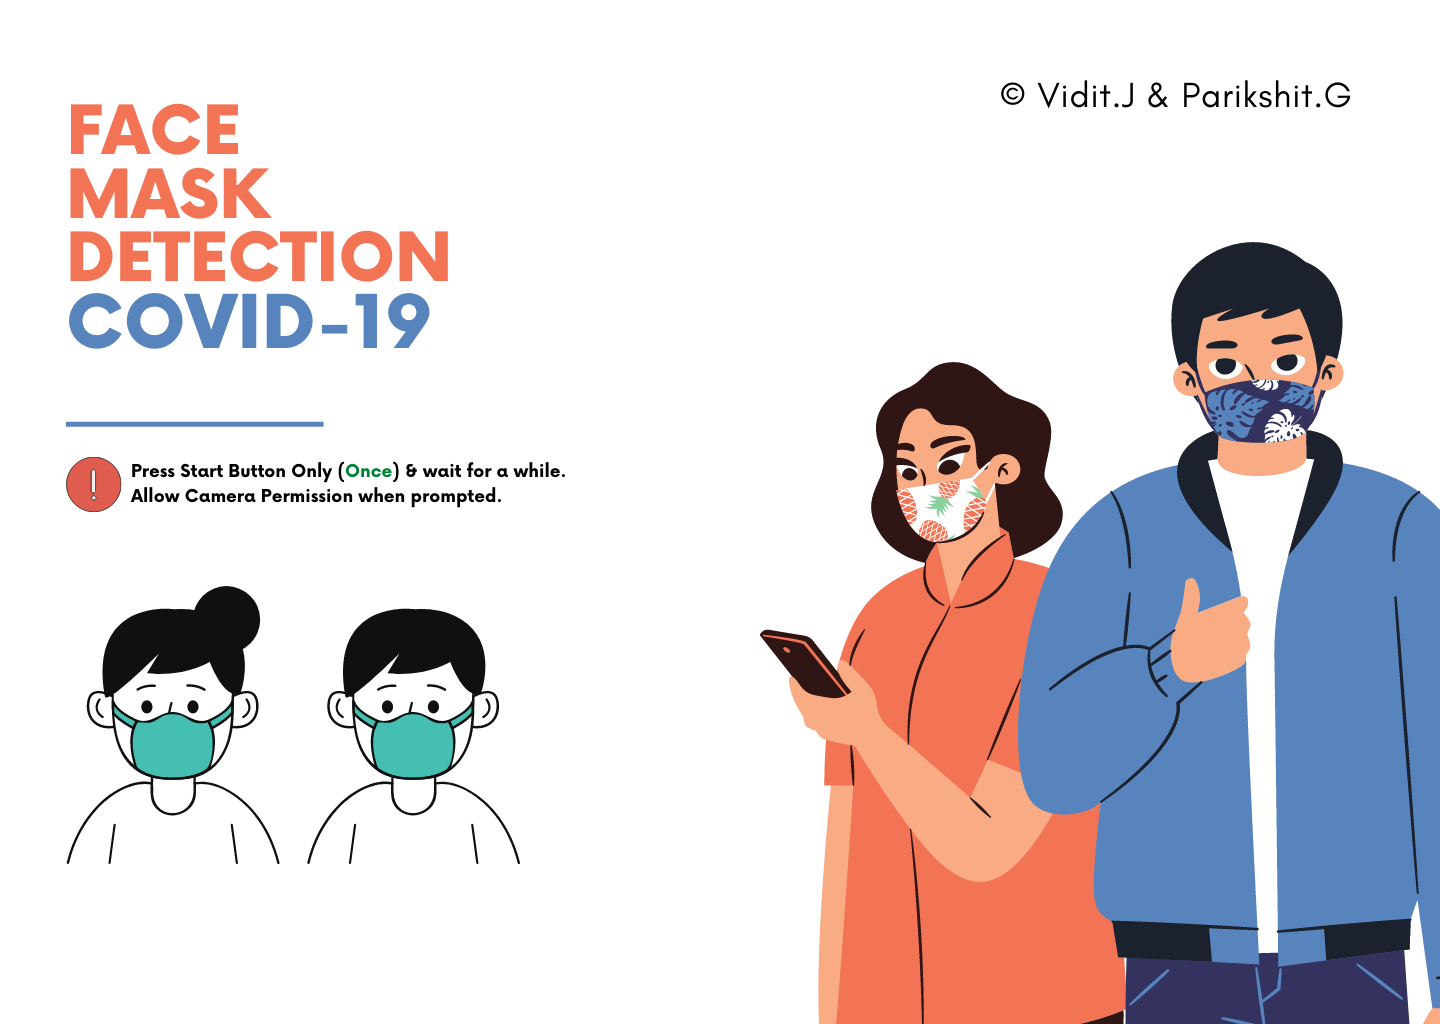 FACE
MASK
DETECTION
COVID-19
© Vidit.J & Parikshit.G
Press Start Button Only (Once) & wait for a while.
Allow Camera Permission when prompted.